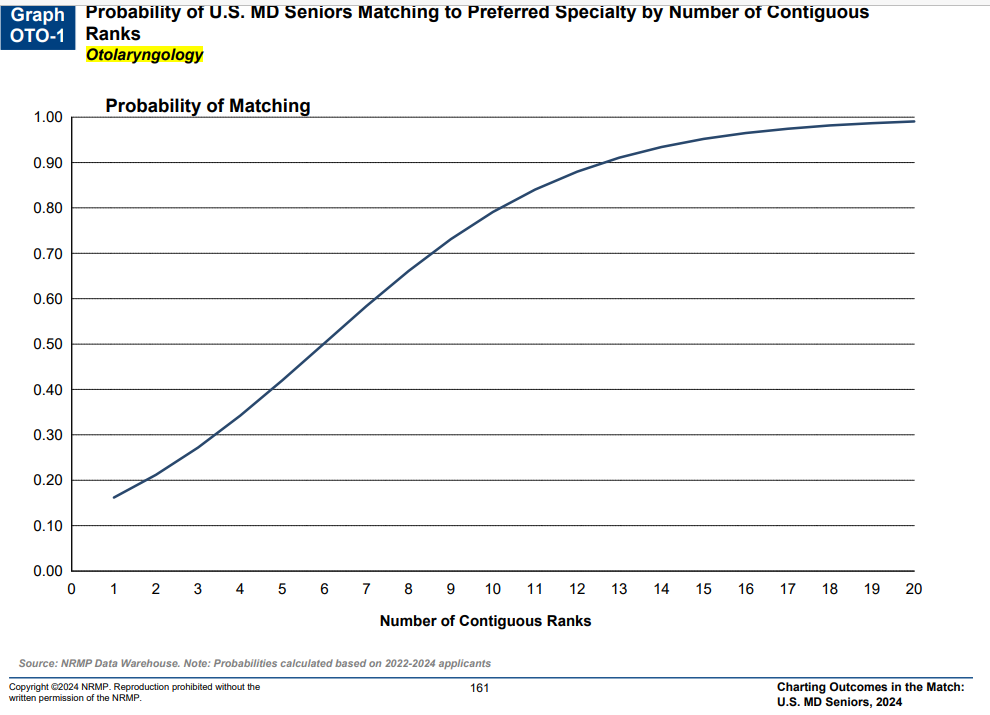 Graph
OTO-1
Probability of U.S. MD Seniors Matching to Preferred Specialty by Number of Contiguous
Ranks
Otolaryngology
Probability of Matching
1.00
0.90
0.80
0.70
0.60
0.50
0.40
0.30
0.20
0.10
0.00
0 1 2 3 4 5 6 7 8 9 10 11 12 13 14 15 16 17 18 19 20
Number of Contiguous Ranks
Source: NRMP Data Warehouse. Note: Probabilities calculated based on 2022-2024 applicants
Copyright ©2024 NRMP. Reproduction prohibited without the
written permission of the NRMP.
161
Charting Outcomes in the Match:
U.S. MD Seniors, 2024